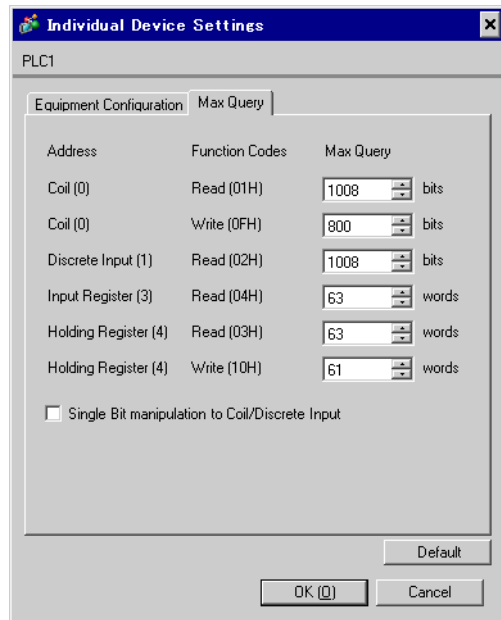 Individual Device Settings
PLC1
Equipment Configuration Max Query
Address Function Codes Max Query
Coil (0) Read (01H) 1008 bits
Coil (0) Write (0FH) 800 bits
Discrete Input (1) Read (02H) 1008 bits
Input Register (3) Read (04H) 63 words
Holding Register (4) Read (03H) 63 words
Holding Register (4) Write (10H) 61 words
Single Bit manipulation to Coil/Discrete Input
Default
OK (O) Cancel